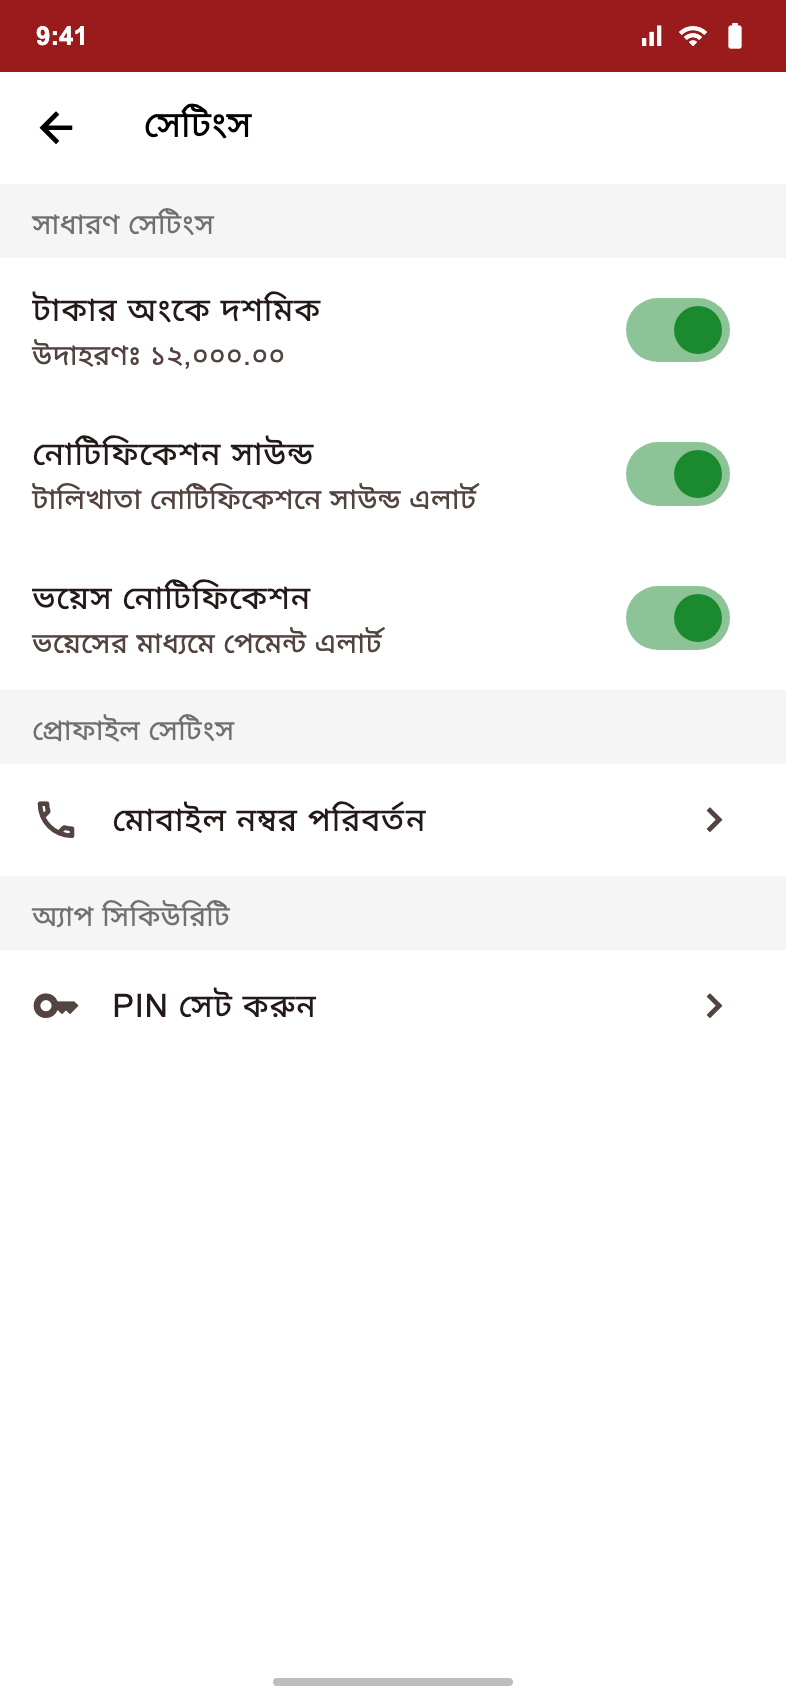 9:41
সেটিংস
সাধারণ সেটিংস
টাকার অংকে দশমিক
উদাহরণঃ ১২,০০০.০০
নোটিফিকেশন সাউন্ড
টালিখাতা নোটিফিকেশনে সাউন্ড এলার্ট
ভয়েস নোটিফিকেশন
ভয়েসের মাধ্যমে পেমেন্ট এলার্ট
প্রোফাইল সেটিংস
মোবাইল নম্বর পরিবর্তন
অ্যাপ সিকিউরিটি
PIN সেট করুন